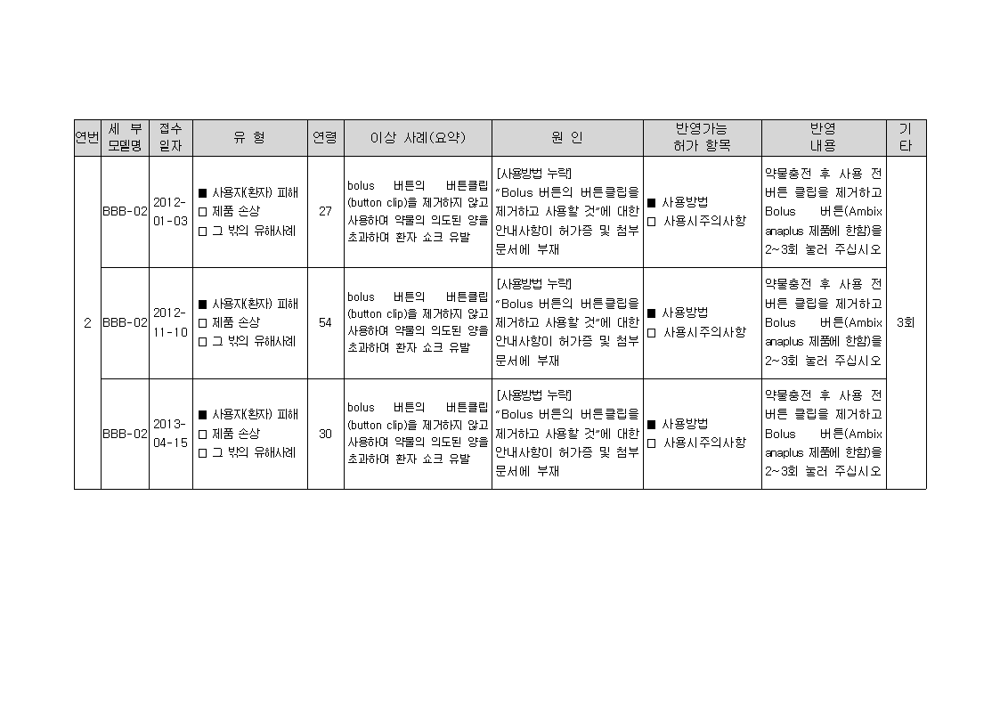 연번
세 부
모델명
접수
일자
유 형
연령
이상 사례(요약)
원 인
반영가능
허가 항목
반영
내용
기
타
2
BBB-02
2012-
01-03
■ 사용자(환자) 피해
□ 제품 손상
□ 그 밖의 유해사례
27
bolus 버튼의 버튼클립
(button clip)을 제거하지 않고
사용하며 약물의 의도된 양을
초과하며 환자 쇼크 유발
[사용방법 누락]
“Bolus 버튼의 버튼클립을
제거하고 사용할 것”에 대한
안내사항이 허가증 및 첨부
문서에 부재
■ 사용방법
□ 사용시주의사항
약물충전 후 사용 전
버튼 클립을 제거하고
Bolus 버튼(Ambix
anaplus 제품에 한함)을
2~3회 눌러 주십시오
3회
BBB-02
2012-
11-10
■ 사용자(환자) 피해
□ 제품 손상
□ 그 밖의 유해사례
54
bolus 버튼의 버튼클립
(button clip)을 제거하지 않고
사용하며 약물의 의도된 양을
초과하며 환자 쇼크 유발
[사용방법 누락]
“Bolus 버튼의 버튼클립을
제거하고 사용할 것”에 대한
안내사항이 허가증 및 첨부
문서에 부재
■ 사용방법
□ 사용시주의사항
약물충전 후 사용 전
버튼 클립을 제거하고
Bolus 버튼(Ambix
anaplus 제품에 한함)을
2~3회 눌러 주십시오
BBB-02
2013-
04-15
■ 사용자(환자) 피해
□ 제품 손상
□ 그 밖의 유해사례
30
bolus 버튼의 버튼클립
(button clip)을 제거하지 않고
사용하며 약물의 의도된 양을
초과하며 환자 쇼크 유발
[사용방법 누락]
“Bolus 버튼의 버튼클립을
제거하고 사용할 것”에 대한
안내사항이 허가증 및 첨부
문서에 부재
■ 사용방법
□ 사용시주의사항
약물충전 후 사용 전
버튼 클립을 제거하고
Bolus 버튼(Ambix
anaplus 제품에 한함)을
2~3회 눌러 주십시오